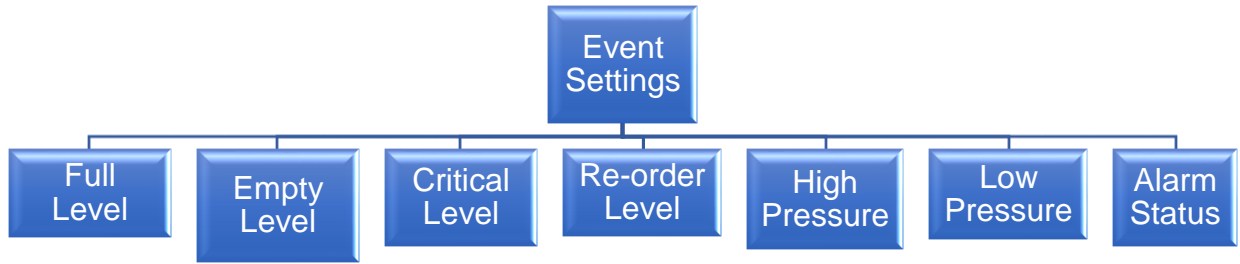 Event
Settings
Full
Level
Empty
Level
Critical
Level
Re-order
Level
High
Pressure
Low
Pressure
Alarm
Status